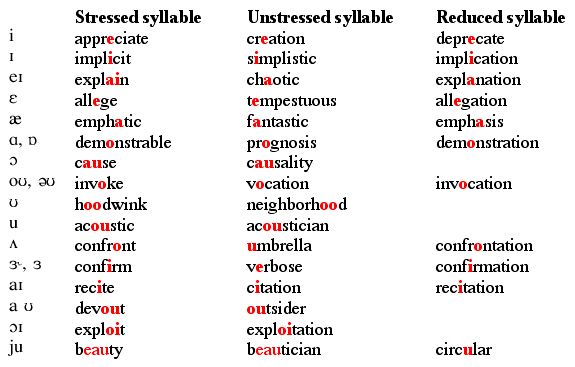 Stressed syllable Unstressed syllable Reduced syllable
i appreciate creation deprecate
ɪ implicit simplistic implication
eɪ explain chaotic explanation
ɛ allege tempestuous allegation
æ emphatic fantastic emphasis
ɑ, ɒ demonstrable prognosis demonstration
ɔ cause causality
oʊ, əʊ invoke vocation invocation
ʊ hoodwink neighborhood
u acoustic acoustician
ʌ confront umbrella confrontation
ɝ, ɜ confirm verbose confirmation
aɪ recite citation recitation
a ʊ devout outsider
ɔɪ exploit exploitation
ju beauty beautician circular